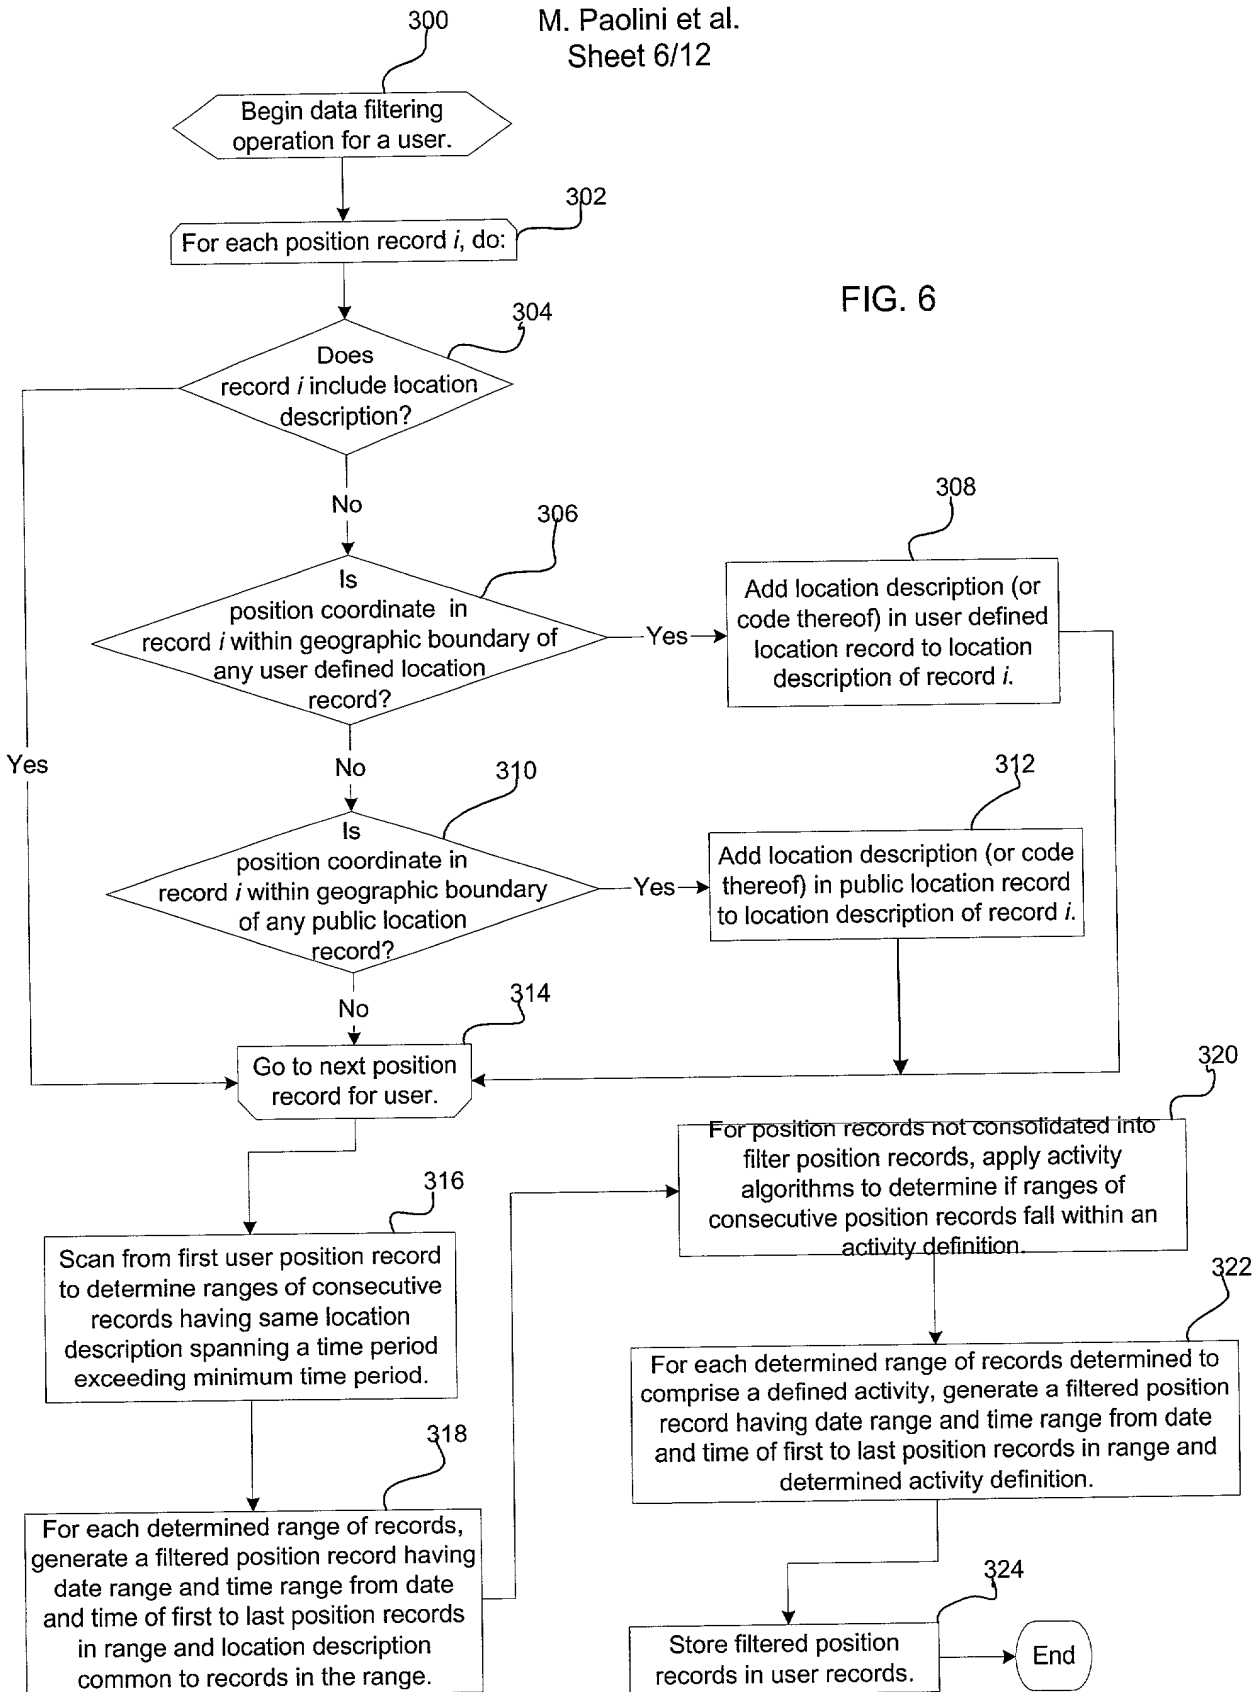 300
M. Paolini et al.
Sheet 6/12
Begin data filtering
operation for a user.
302
For each position record i, do:
FIG. 6
304
Does
record i include location
description?
No
306
Is
position coordinate in
record i within geographic boundary of
any user defined location
record?
Yes
308
Add location description (or
code thereof) in user defined
location record to location
description of record i.
Yes
No
310
Is
position coordinate in
record i within geographic boundary
of any public location
record?
Yes
312
Add location description (or code
thereof) in public location record
to location description of record i.
No
314
Go to next position
record for user.
316
Scan from first user position record
to determine ranges of consecutive
records having same location
description spanning a time period
exceeding minimum time period.
318
For each determined range of records,
generate a filtered position record having
date range and time range from date
and time of first to last position records
in range and location description
common to records in the range.
320
For position records not consolidated into
filter position records, apply activity
algorithms to determine if ranges of
consecutive position records fall within an
activity definition.
322
For each determined range of records determined to
comprise a defined activity, generate a filtered position
record having date range and time range from date
and time of first to last position records in range and
determined activity definition.
324
Store filtered position
records in user records.
End